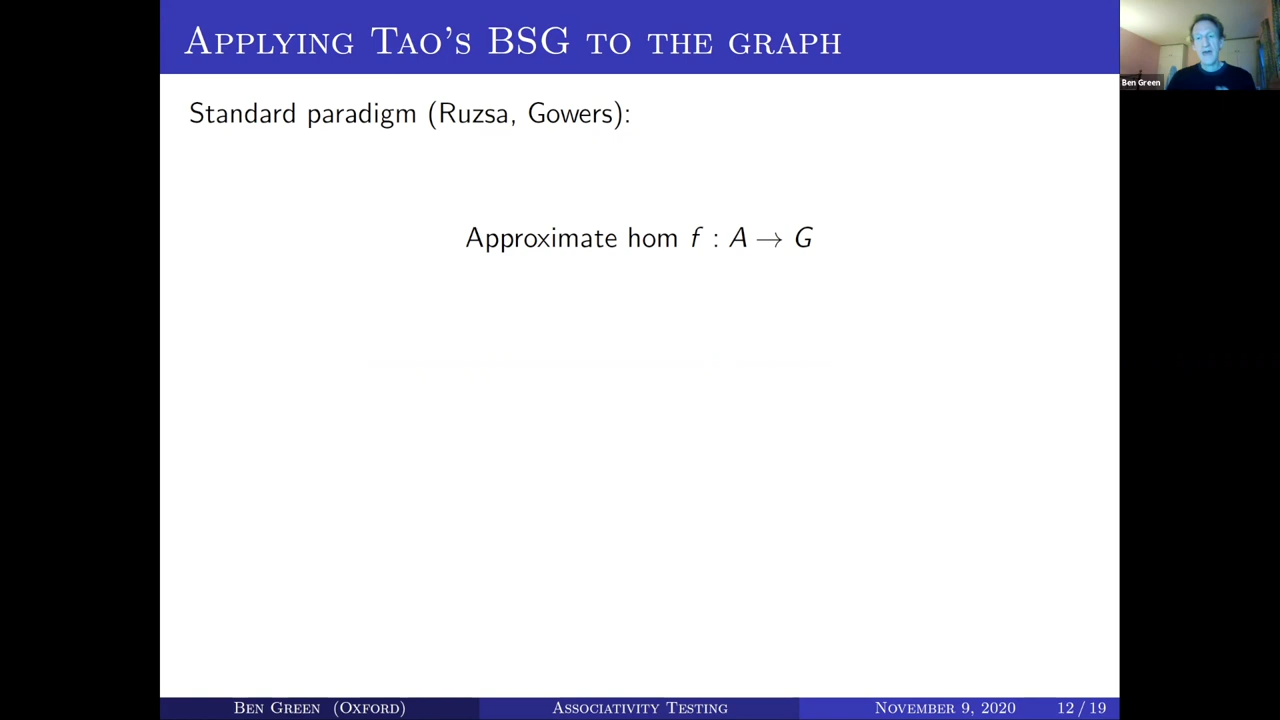 Applying Tao's BSG to the graph
Ben Green
Standard paradigm (Ruzsa, Gowers):
Approximate hom f : A → G
Ben Green (Oxford)
Associativity Testing
November 9, 2020
12 / 19